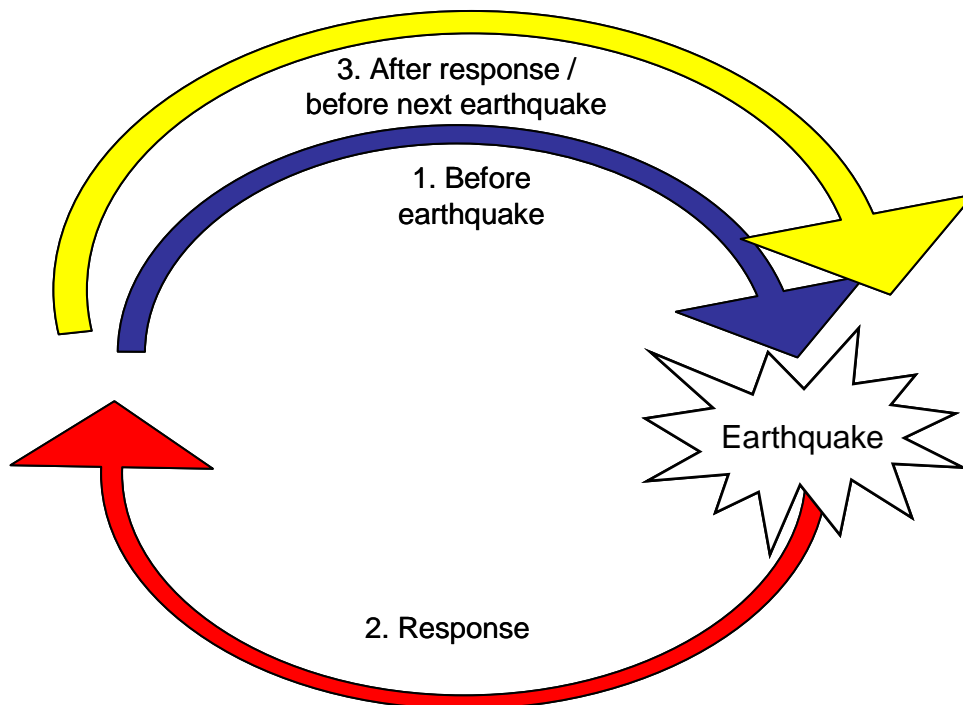 3. After response /
before next earthquake
1. Before
earthquake
Earthquake
2. Response